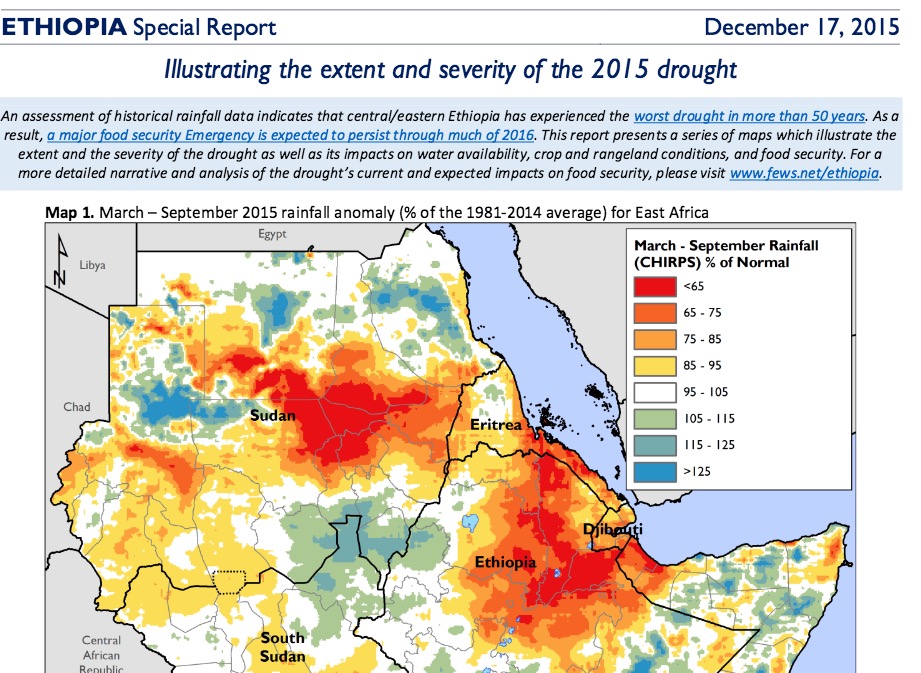 ETHIOPIA Special Report December 17, 2015
Illustrating the extent and severity of the 2015 drought
An assessment of historical rainfall data indicates that central/eastern Ethiopia has experienced the worst drought in more than 50 years. As a
result, a major food security Emergency is expected to persist through much of 2016. This report presents a series of maps which illustrate the
extent and the severity of the drought as well as its impacts on water availability, crop and rangeland conditions, and food security. For a
more detailed narrative and analysis of the drought's current and expected impacts on food security, please visit www.fews.net/ethiopia.
Map 1. March – September 2015 rainfall anomaly (% of the 1981-2014 average) for East Africa
Egypt
N
Libya
March - September Rainfall
(CHIRPS) % of Normal
<65
65 - 75
75 - 85
85 - 95
95 - 105
105 - 115
115 - 125
>125
Chad
Sudan
Eritrea
Djibouti
Ethiopia
South
Sudan
Central
African
Republic